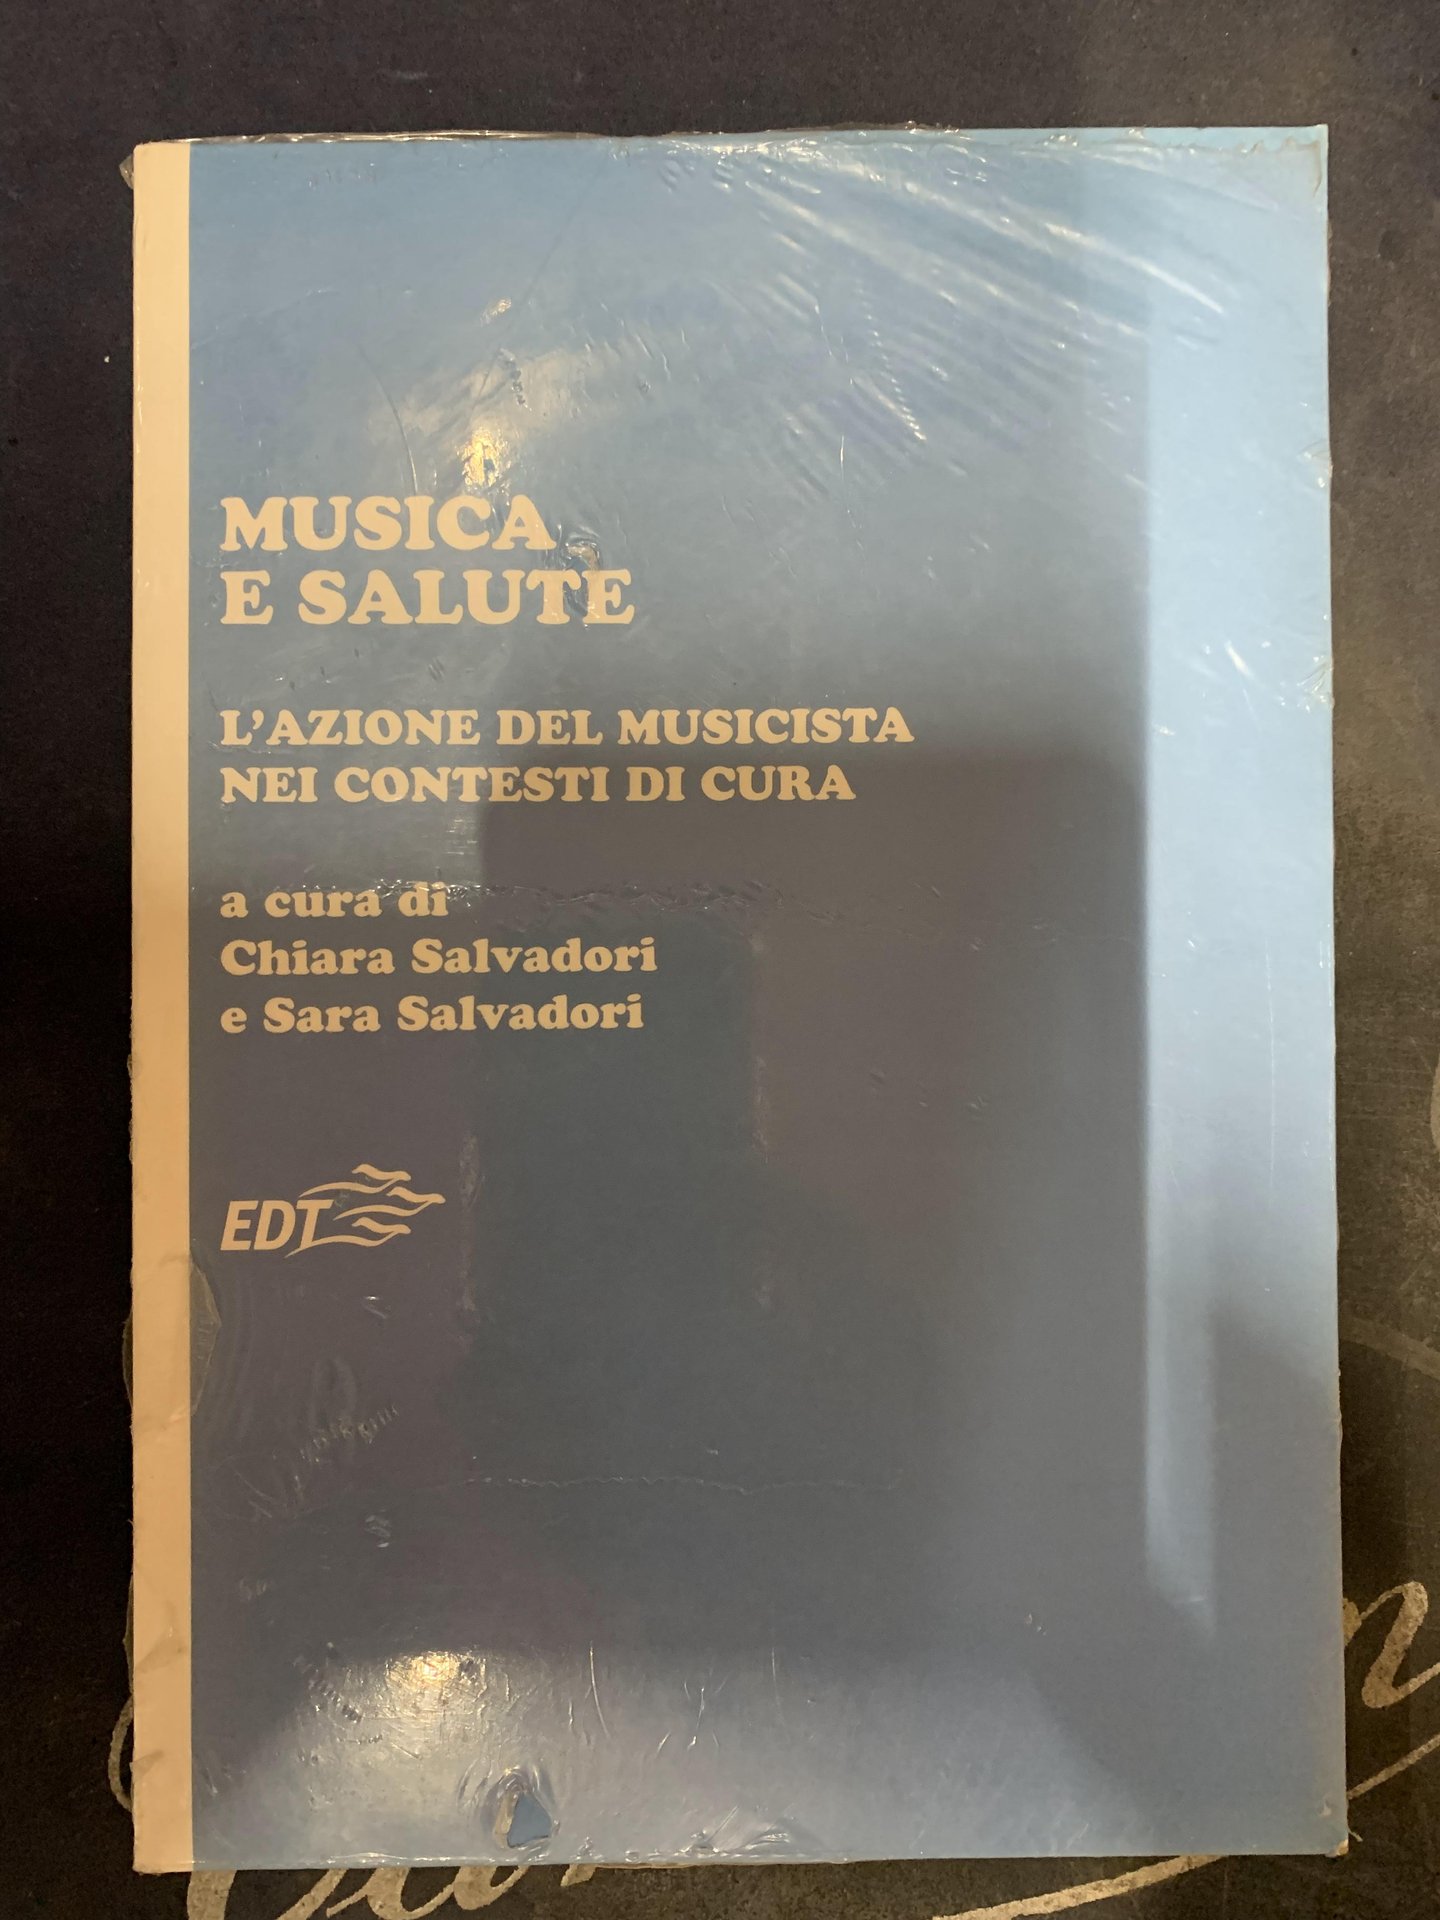 MUSICA
E SALUTE
L'AZIONE DEL MUSICISTA
NEI CONTESTI DI CURA
a cura di
Chiara Salvadori
e Sara Salvadori
EDT